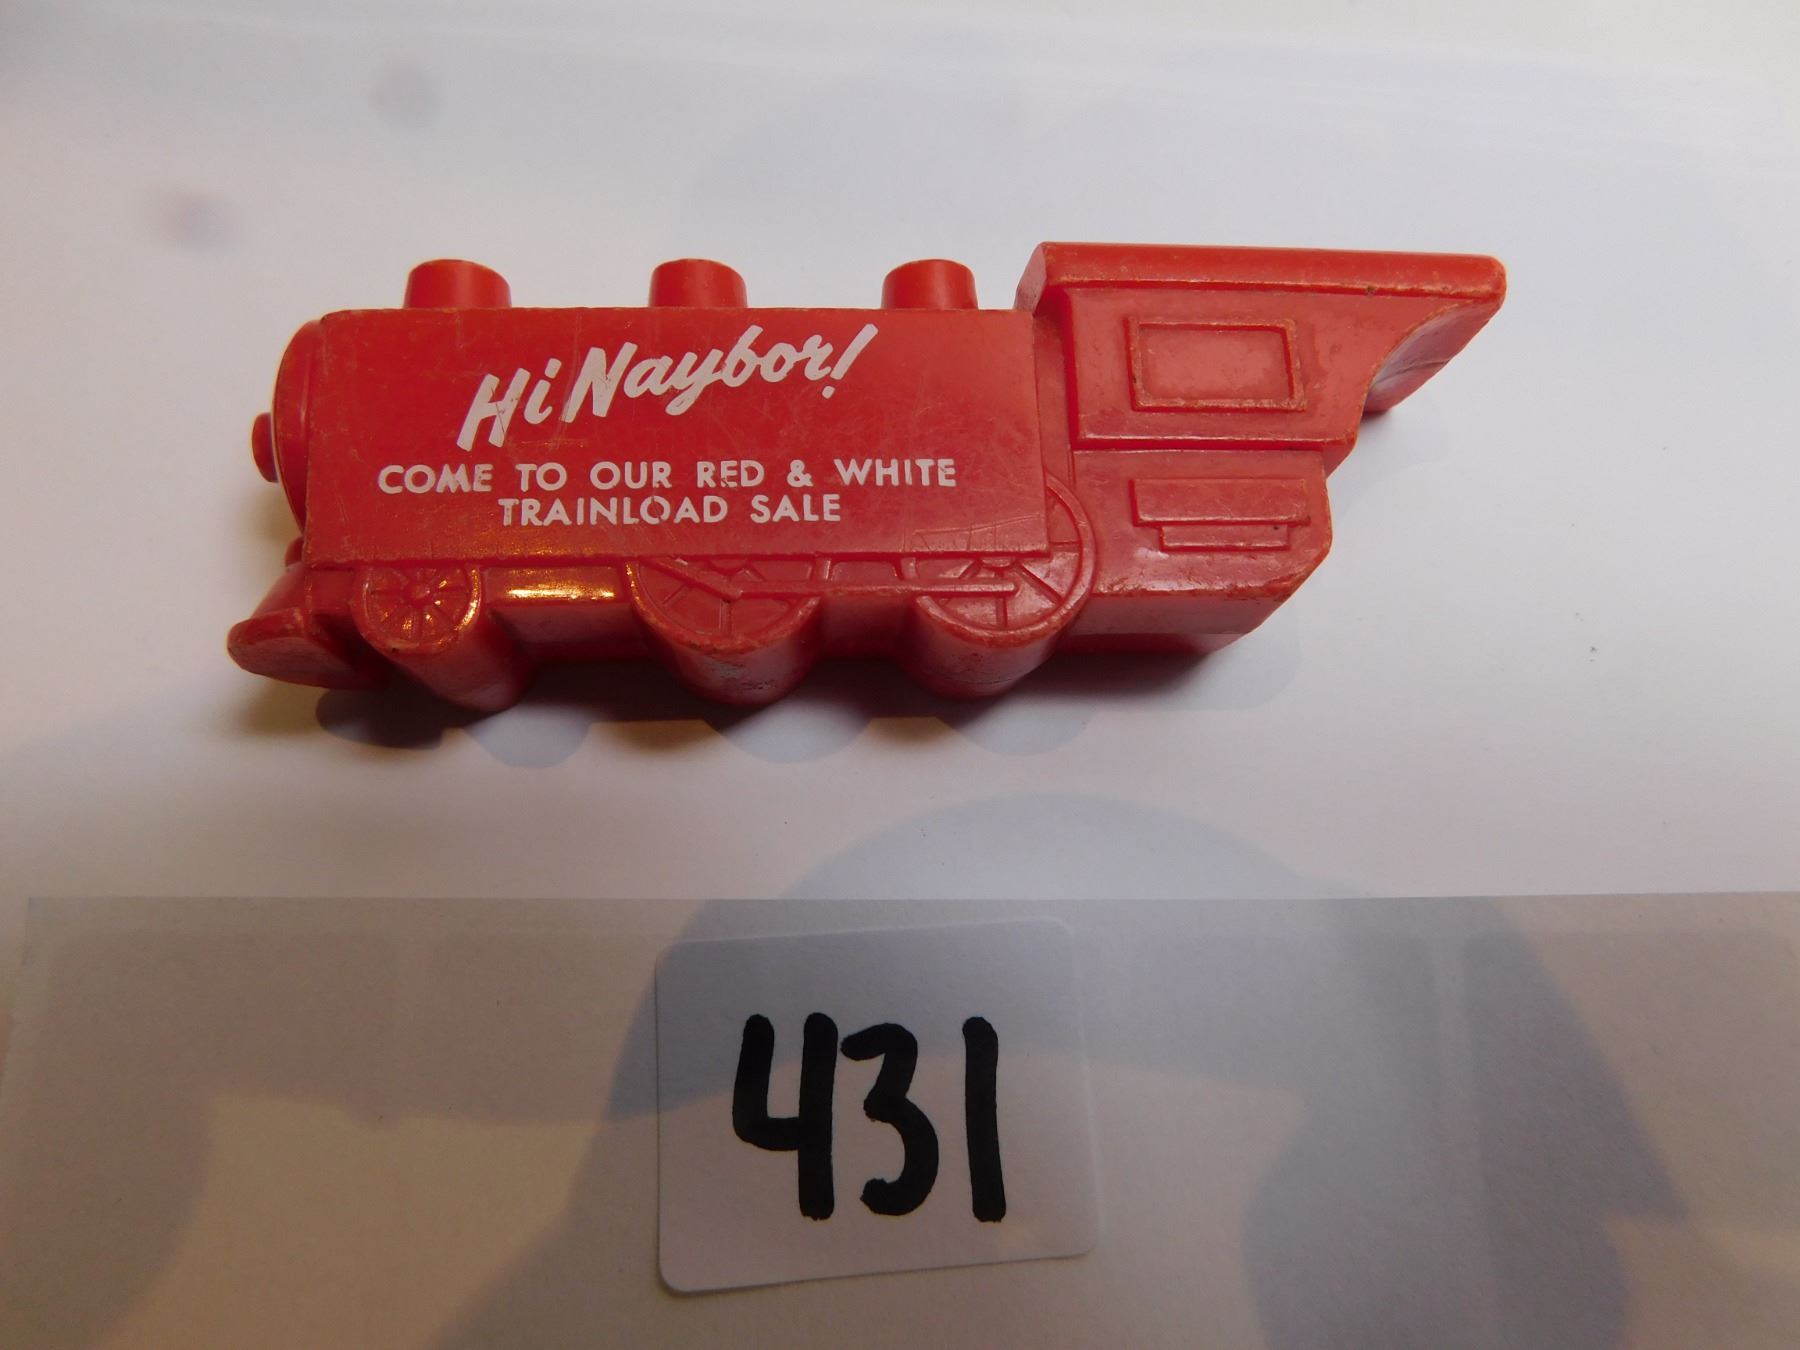 Hi Naybor!
COME TO OUR RED & WHITE
TRAINLOAD SALE
431